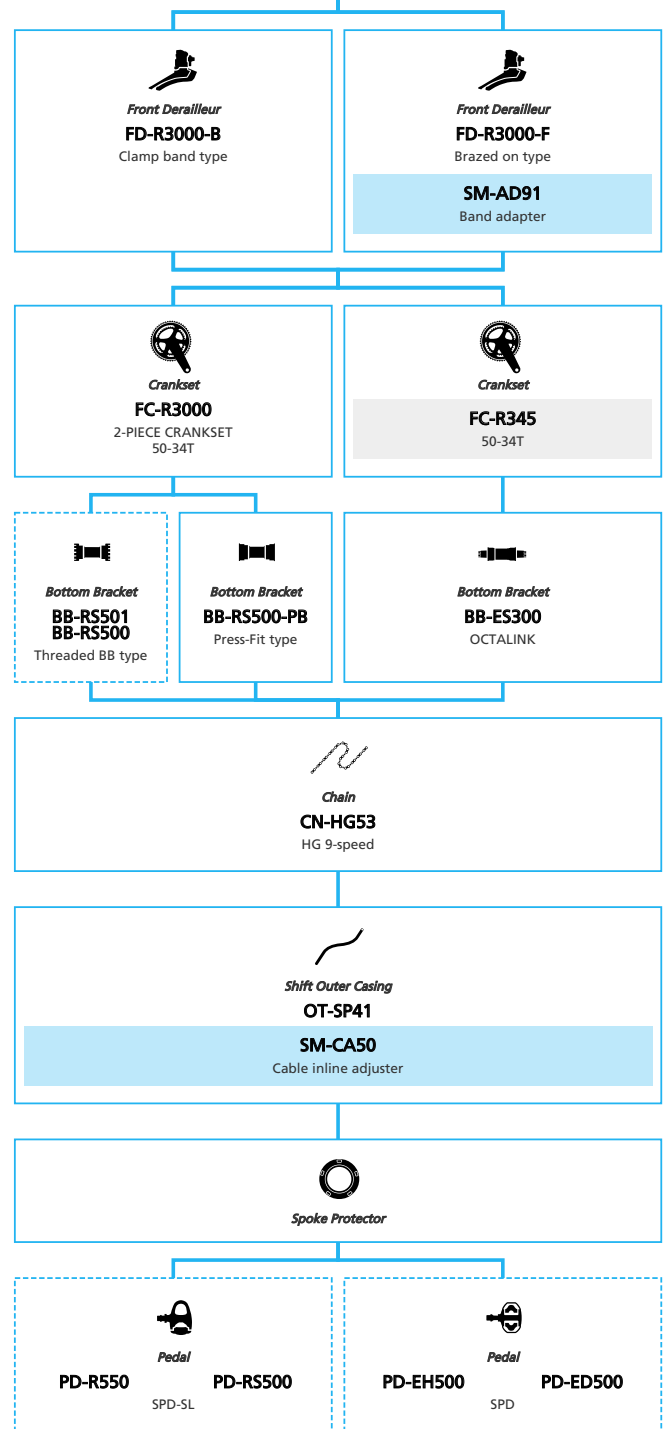 Front Derailleur
FD-R3000-B
Clamp band type
Front Derailleur
FD-R3000-F
Brazed on type
SM-AD91
Band adapter
Crankset
FC-R3000
2-PIECE CRANKSET
50-34T
Crankset
FC-R345
50-34T
Bottom Bracket
BB-RS501
BB-RS500
Threaded BB type
Bottom Bracket
BB-RS500-PB
Press-Fit type
Bottom Bracket
BB-ES300
OCTALINK
Chain
CN-HG53
HG 9-speed
Shift Outer Casing
OT-SP41
SM-CA50
Cable inline adjuster
Spoke Protector
Pedal
PD-R550 PD-RS500
SPD-SL
Pedal
PD-EH500 PD-ED500
SPD